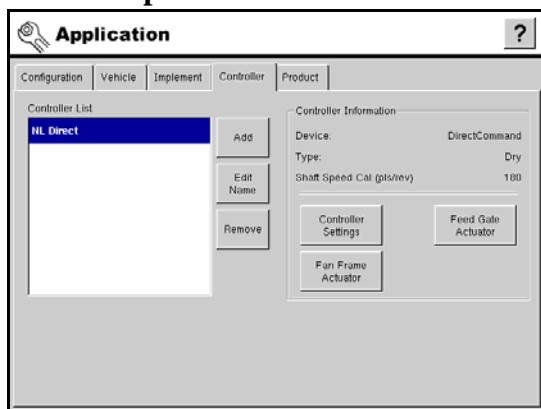 Application
?
Configuration Vehicle Implement Controller Product
Controller List
NL Direct
Add
Edit
Name
Remove
Controller Information
Device: DirectCommand
Type: Dry
Shaft Speed Cal (pls/rev) 180
Controller
Settings
Feed Gate
Actuator
Fan Frame
Actuator